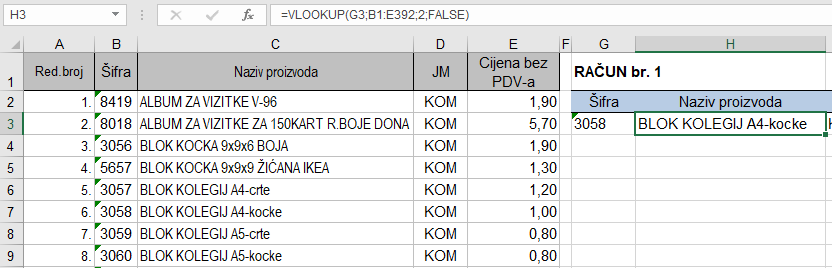 H3 =VLOOKUP(G3;B1:E392;2;FALSE)
A B C D E F G H
1 Red.broj Šifra Naziv proizvoda JM Cijena bez PDV-a RAČUN br. 1
2 1. 8419 ALBUM ZA VIZITKE V-96 KOM 1,90 Šifra Naziv proizvoda
3 2. 8018 ALBUM ZA VIZITKE ZA 150KART R.BOJE DONA KOM 5,70 3058 BLOK KOLEGIJ A4-kocke
4 3. 3056 BLOK KOCKA 9x9x6 BOJA KOM 1,90
5 4. 5657 BLOK KOCKA 9x9x9 ŽIĆANA IKEA KOM 1,30
6 5. 3057 BLOK KOLEGIJ A4-crte KOM 1,20
7 6. 3058 BLOK KOLEGIJ A4-kocke KOM 1,00
8 7. 3059 BLOK KOLEGIJ A5-crte KOM 0,80
9 8. 3060 BLOK KOLEGIJ A5-kocke KOM 0,80